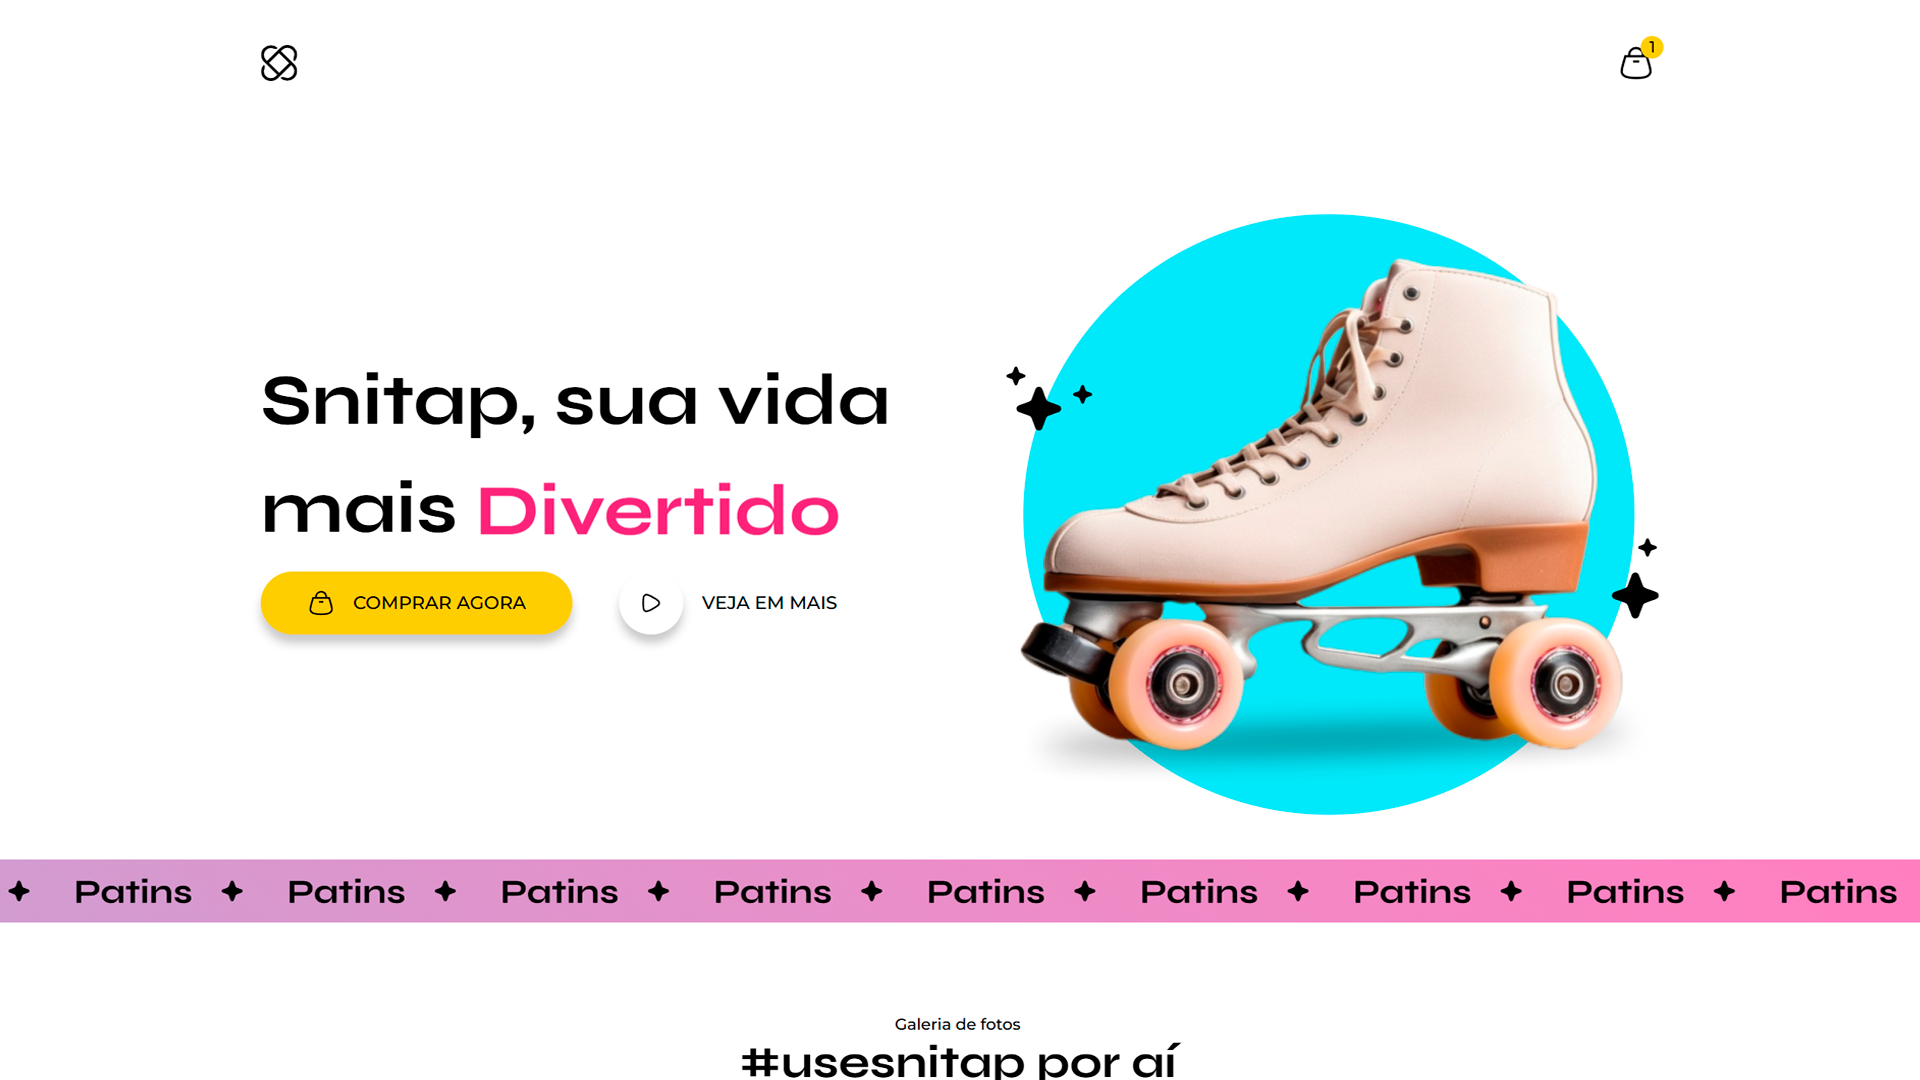 1
Snitap, sua vida
mais Divertido
COMPRAR AGORA
VEJA EM MAIS
Patins Patins Patins Patins Patins Patins Patins Patins Patins
Galeria de fotos
#usesnitap por aí